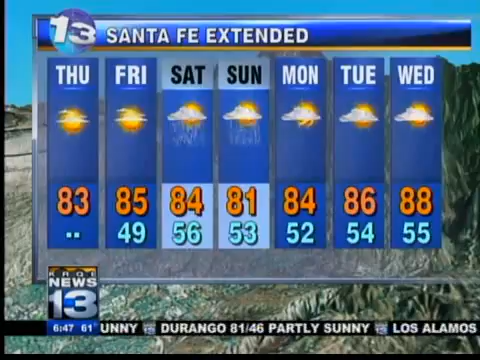 13 SANTA FE EXTENDED
THU FRI SAT SUN MON TUE WED
83 85 84 81 84 86 88
-- 49 56 53 52 54 55
KRQE
NEWS
13
6:47 61° UNNY 13 DURANGO 81/46 PARTLY SUNNY 13 LOS ALAMOS